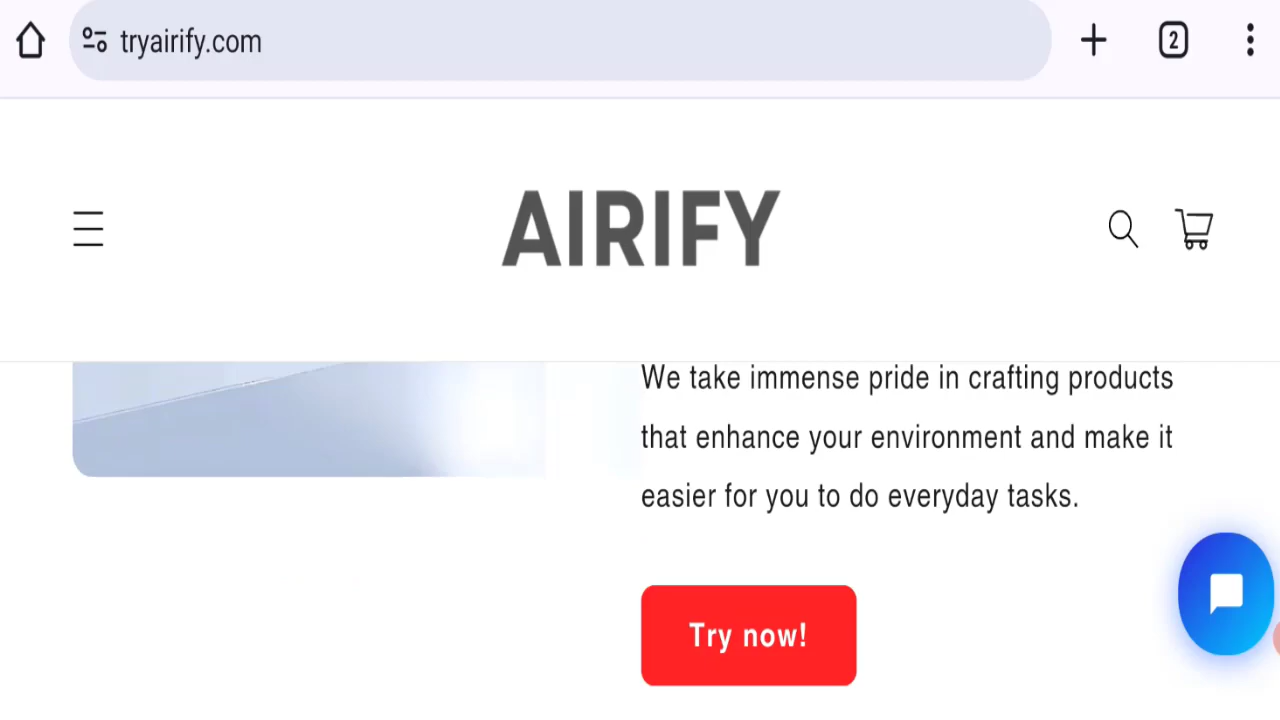 tryairify.com
2
AIRIFY
We take immense pride in crafting products
that enhance your environment and make it
easier for you to do everyday tasks.
Try now!